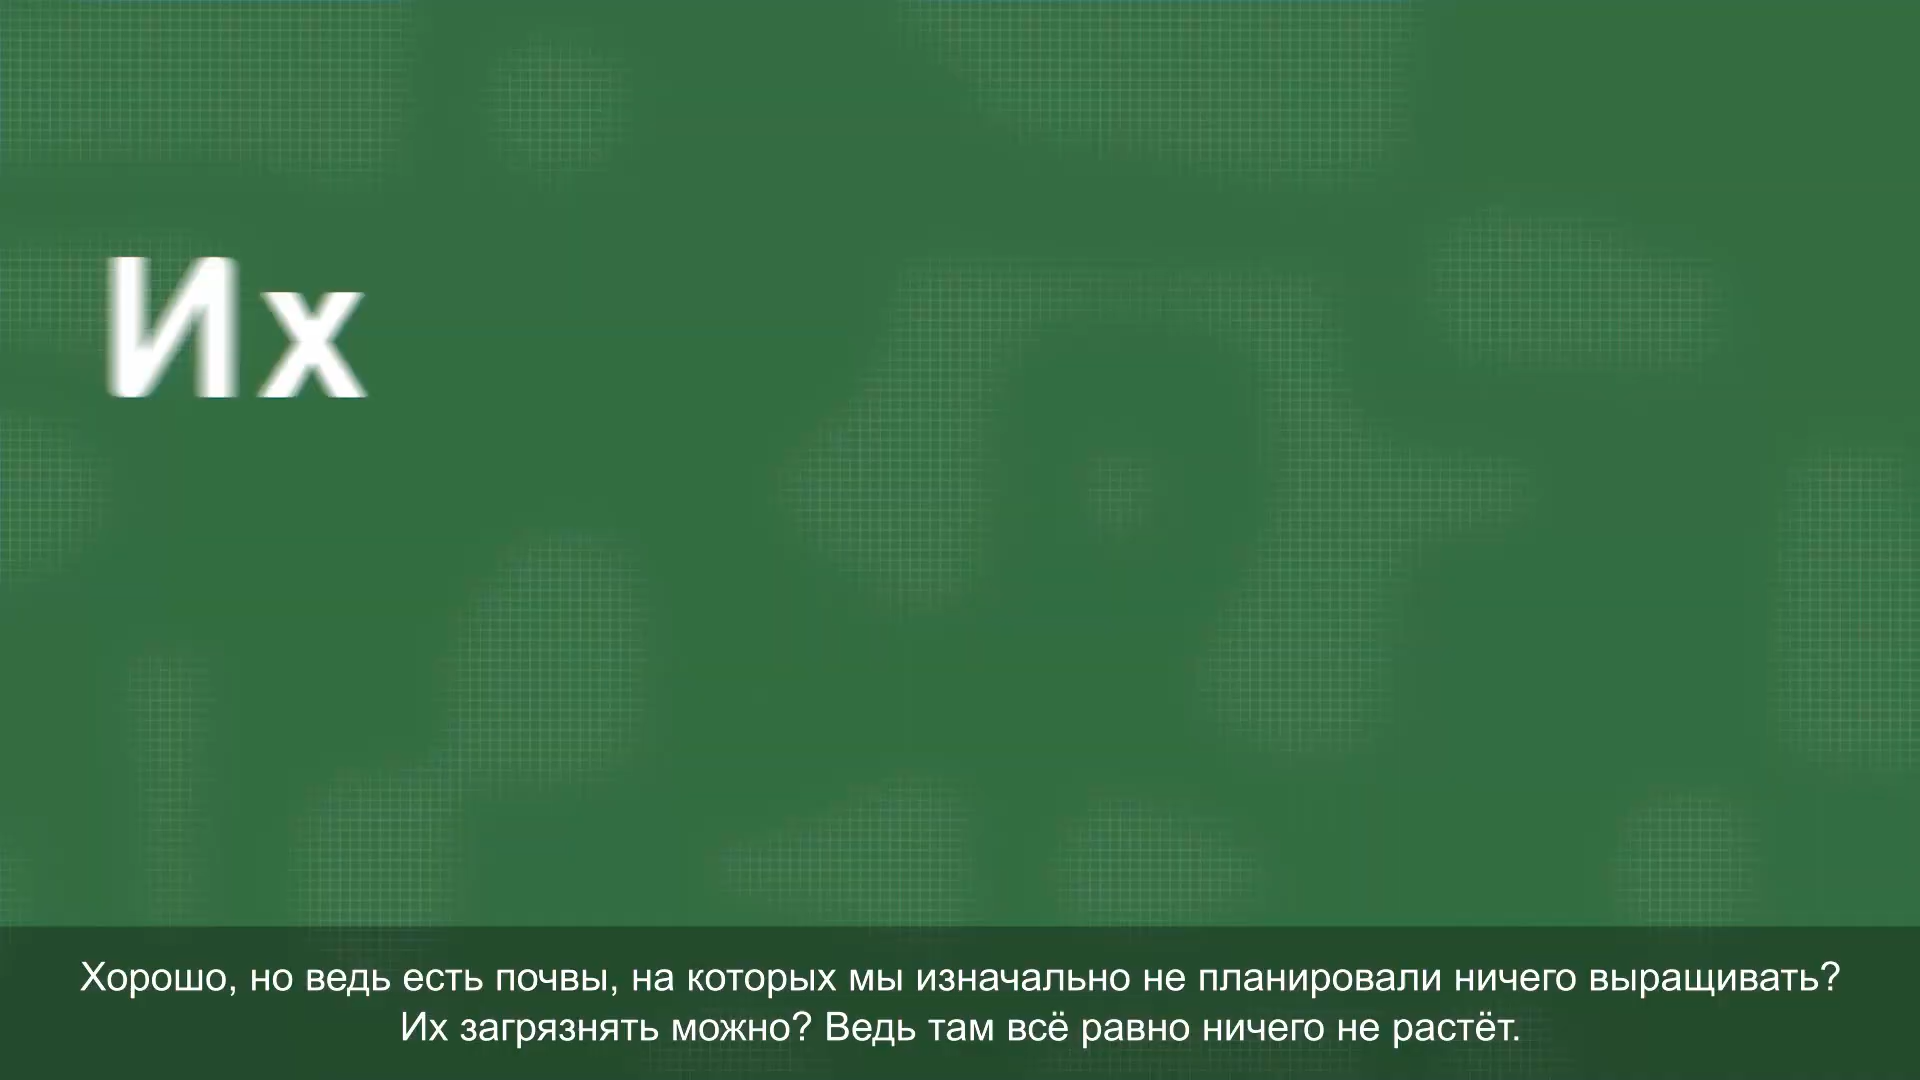 Их
Хорошо, но ведь есть почвы, на которых мы изначально не планировали ничего выращивать?
Их загрязнять можно? Ведь там всё равно ничего не растёт.